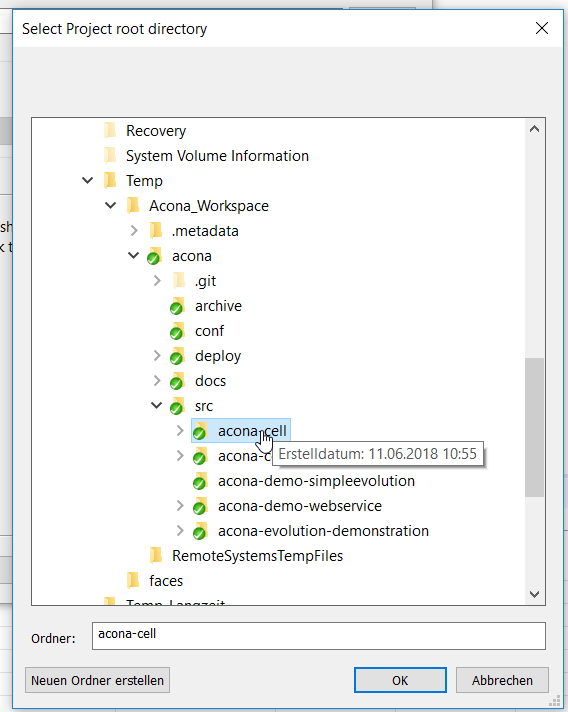 Select Project root directory
Recovery
System Volume Information
Temp
Acona_Workspace
.metadata
acona
.git
archive
conf
deploy
docs
src
acona-cell
Erstelldatum: 11.06.2018 10:55
acona-c
acona-demo-simpleevolution
acona-demo-webservice
acona-evolution-demonstration
RemoteSystemsTempFiles
faces
Temp_Langzeit
Ordner: acona-cell
Neuen Ordner erstellen OK Abbrechen